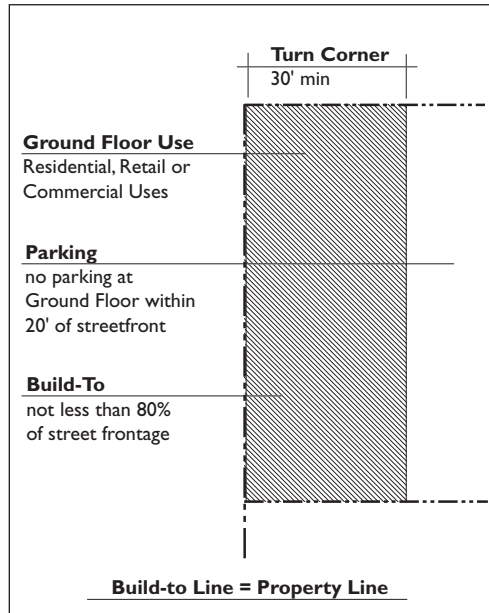 Turn Corner
30' min
Ground Floor Use
Residential, Retail or
Commercial Uses
Parking
no parking at
Ground Floor within
20' of streetfront
Build-To
not less than 80%
of street frontage
Build-to Line = Property Line